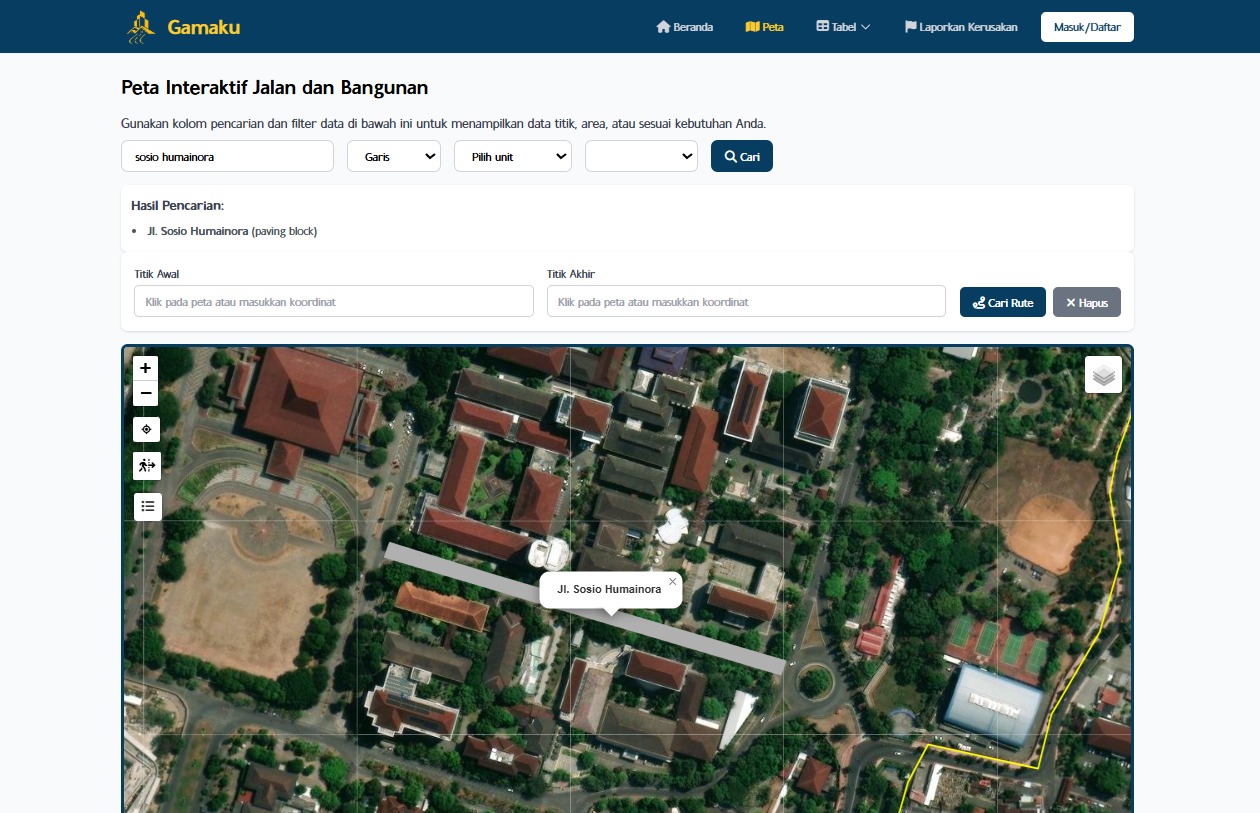 Gamaku
Beranda
Peta
Tabel
Laporkan Kerusakan
Masuk/Daftar
Peta Interaktif Jalan dan Bangunan
Gunakan kolom pencarian dan filter data di bawah ini untuk menampilkan data titik, area, atau sesuai kebutuhan Anda.
sosio humainora
Garis
Pilih unit
Cari
Hasil Pencarian:
• Jl. Sosio Humainora (paving block)
Titik Awal
Titik Akhir
Klik pada peta atau masukkan koordinat
Klik pada peta atau masukkan koordinat
Cari Rute
× Hapus
+
−
Jl. Sosio Humainora ×